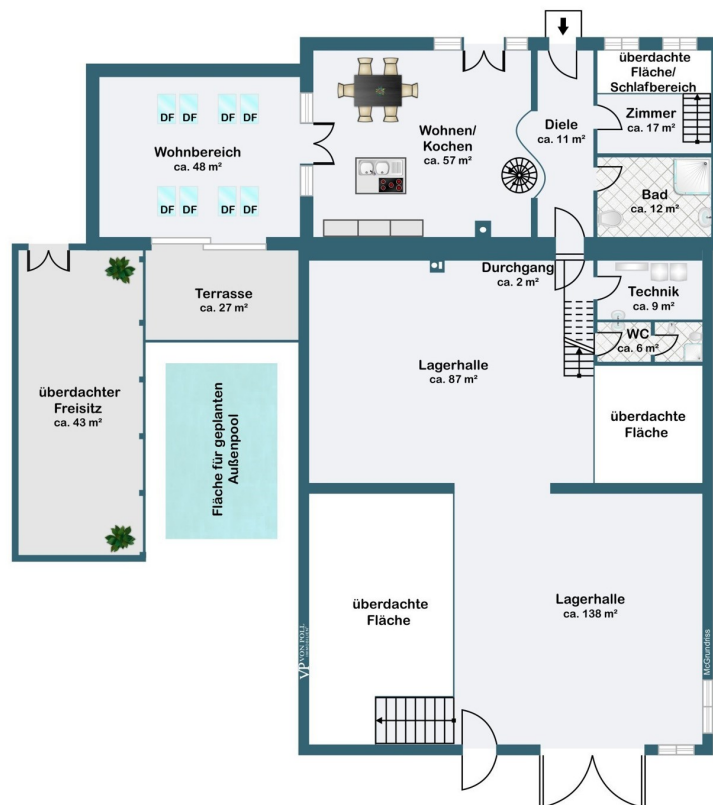 überdachte
Fläche/
Schlafbereich
Zimmer
ca. 17 m²
Diele
ca. 11 m²
Wohnen/
Kochen
ca. 57 m²
DF DF DF DF
Wohnbereich
ca. 48 m²
DF DF DF DF
Bad
ca. 12 m²
Durchgang
ca. 2 m²
Technik
ca. 9 m²
Terrasse
ca. 27 m²
WC
ca. 6 m²
Lagerhalle
ca. 87 m²
überdachter
Freisitz
ca. 43 m²
Fläche für geplanten
Außenpool
überdachte
Fläche
überdachte
Fläche
Lagerhalle
ca. 138 m²
VP VON POLL
McGrundriss